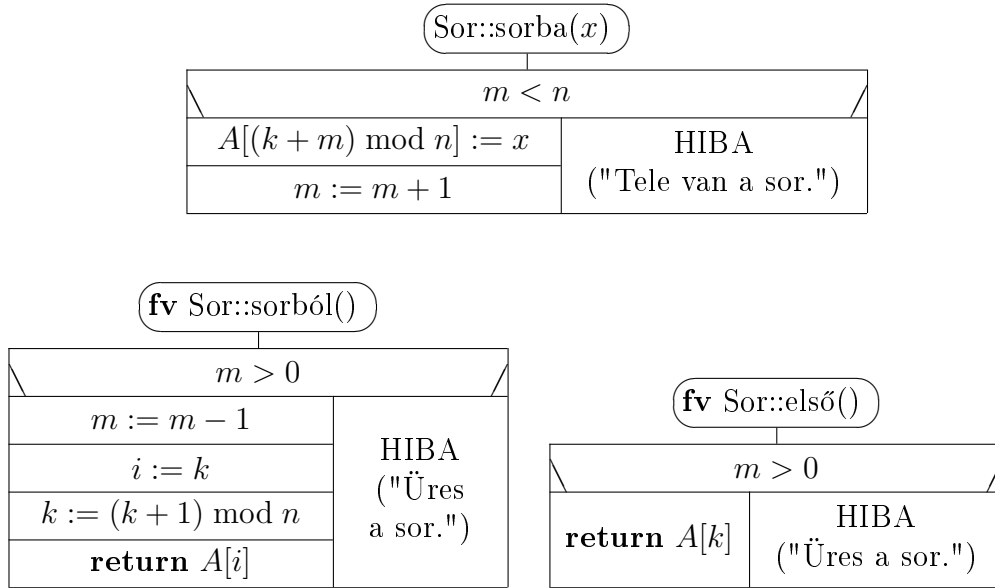 Sor::sorba(x)
m < n
A[(k + m) mod n] := x
m := m + 1
HIBA
("Tele van a sor.")
fv Sor::sorból()
m > 0
m := m − 1
i := k
k := (k + 1) mod n
return A[i]
HIBA
("Üres
a sor.")
fv Sor::első()
m > 0
return A[k]
HIBA
("Üres a sor.")